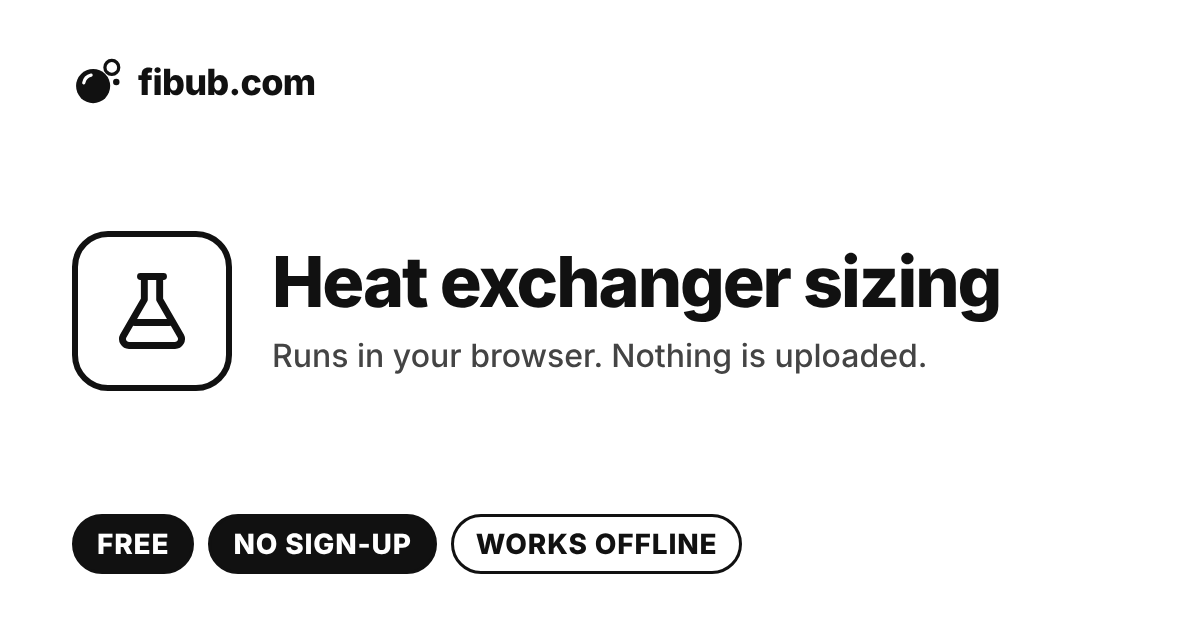 fibub.com
Heat exchanger sizing
Runs in your browser. Nothing is uploaded.
FREE
NO SIGN-UP
WORKS OFFLINE